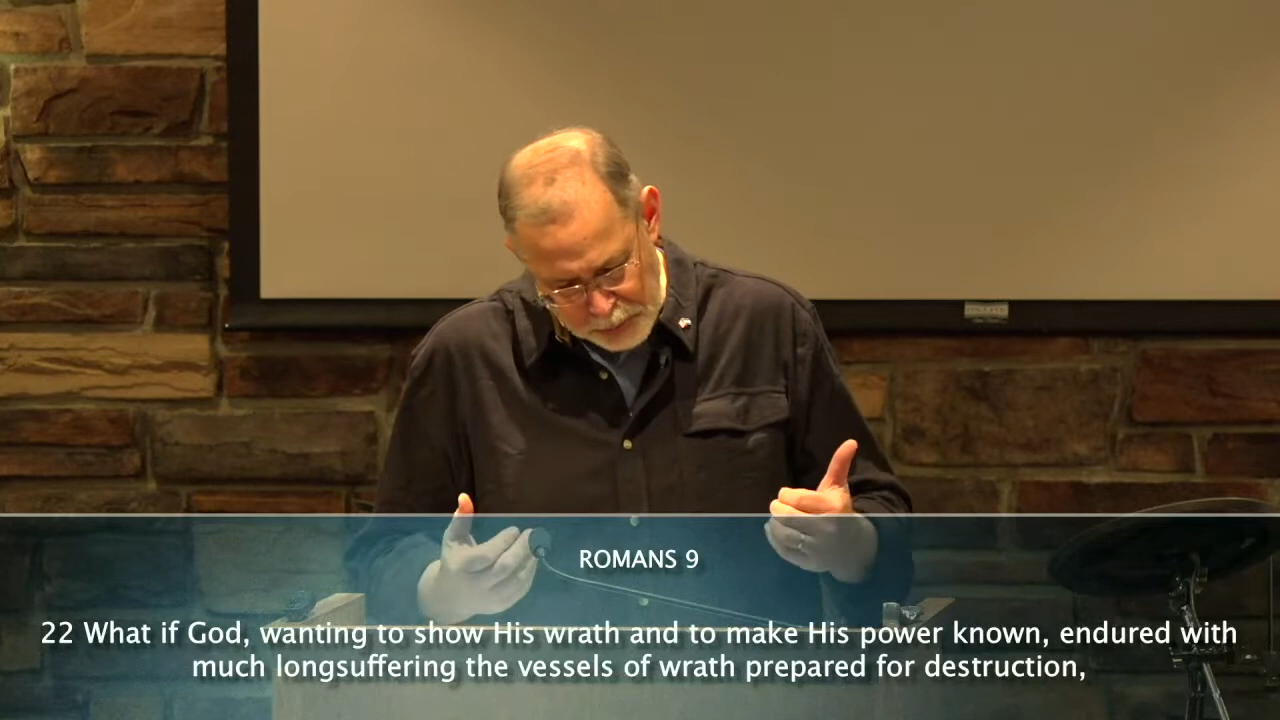 ROMANS 9
22 What if God, wanting to show His wrath and to make His power known, endured with
much longsuffering the vessels of wrath prepared for destruction,